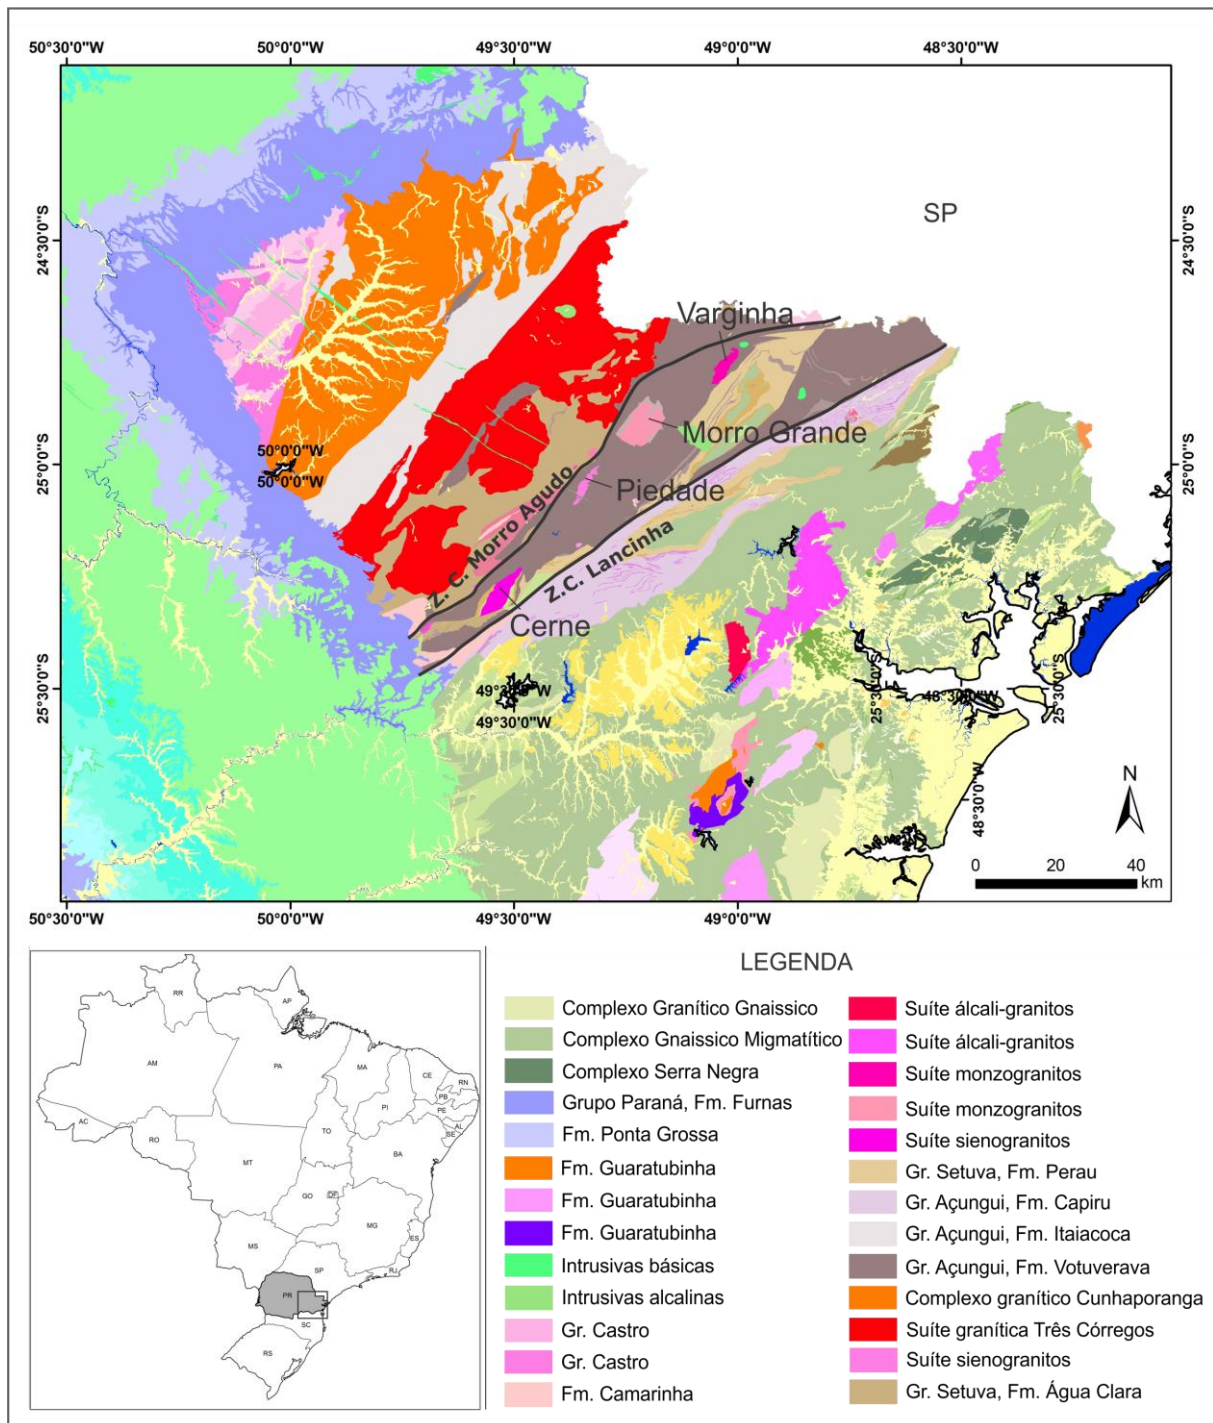 50°30'0"W 50°0'0"W 49°30'0"W 49°0'0"W 48°30'0"W
24°30'0"S
25°0'0"S
25°30'0"S
24°30'0"S
25°0'0"S
SP
Varginha
Morro Grande
Piedade
Cerne
Z. C. Morro Agudo
Z.C. Lancinha
50°0'0"W
50°0'0"W
49°30'0"W
25°30'0"S
48°30'0"W
25°30'0"S
48°30'0"W
N
0 20 40
km
50°30'0"W 50°0'0"W 49°30'0"W 49°0'0"W 48°30'0"W
RR
AP
AM
PA
MA
CE
RN
PB
PE
AL
SE
PI
AC
RO
TO
BA
MT
GO
DF
MG
ES
MS
SP
RJ
PR
SC
RS
LEGENDA
Complexo Granítico Gnaissico
Complexo Gnaissico Migmatítico
Complexo Serra Negra
Grupo Paraná, Fm. Furnas
Fm. Ponta Grossa
Fm. Guaratubinha
Fm. Guaratubinha
Fm. Guaratubinha
Intrusivas básicas
Intrusivas alcalinas
Gr. Castro
Gr. Castro
Fm. Camarinha
Suíte álcali-granitos
Suíte álcali-granitos
Suíte monzogranitos
Suíte monzogranitos
Suíte sienogranitos
Gr. Setuva, Fm. Perau
Gr. Açungui, Fm. Capiru
Gr. Açungui, Fm. Itaiacoca
Gr. Açungui, Fm. Votuverava
Complexo granítico Cunhaporanga
Suíte granítica Três Córregos
Suíte sienogranitos
Gr. Setuva, Fm. Água Clara